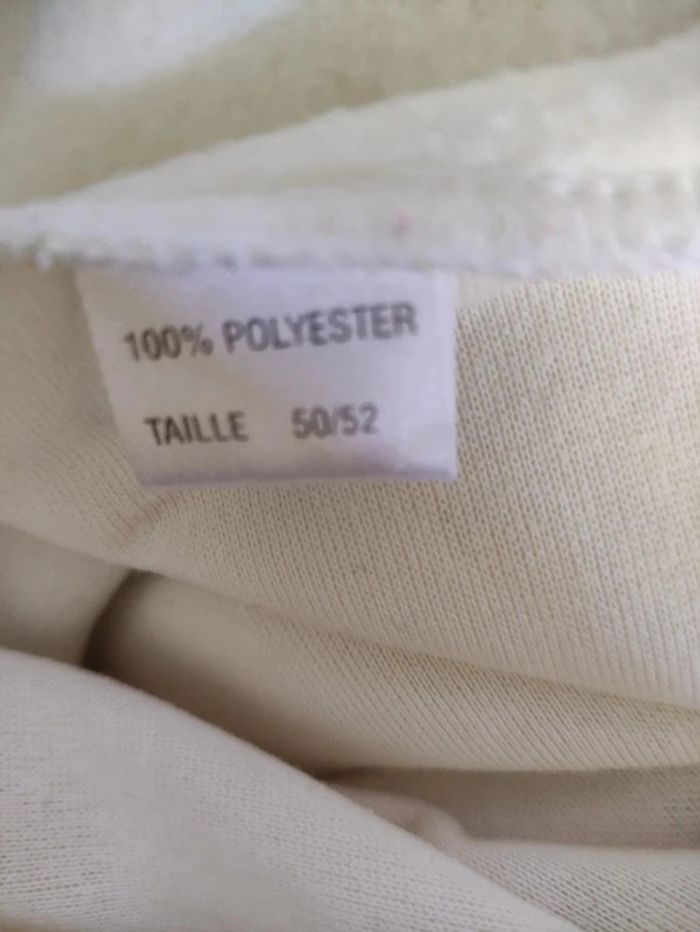 100% POLYESTER
TAILLE 50/52